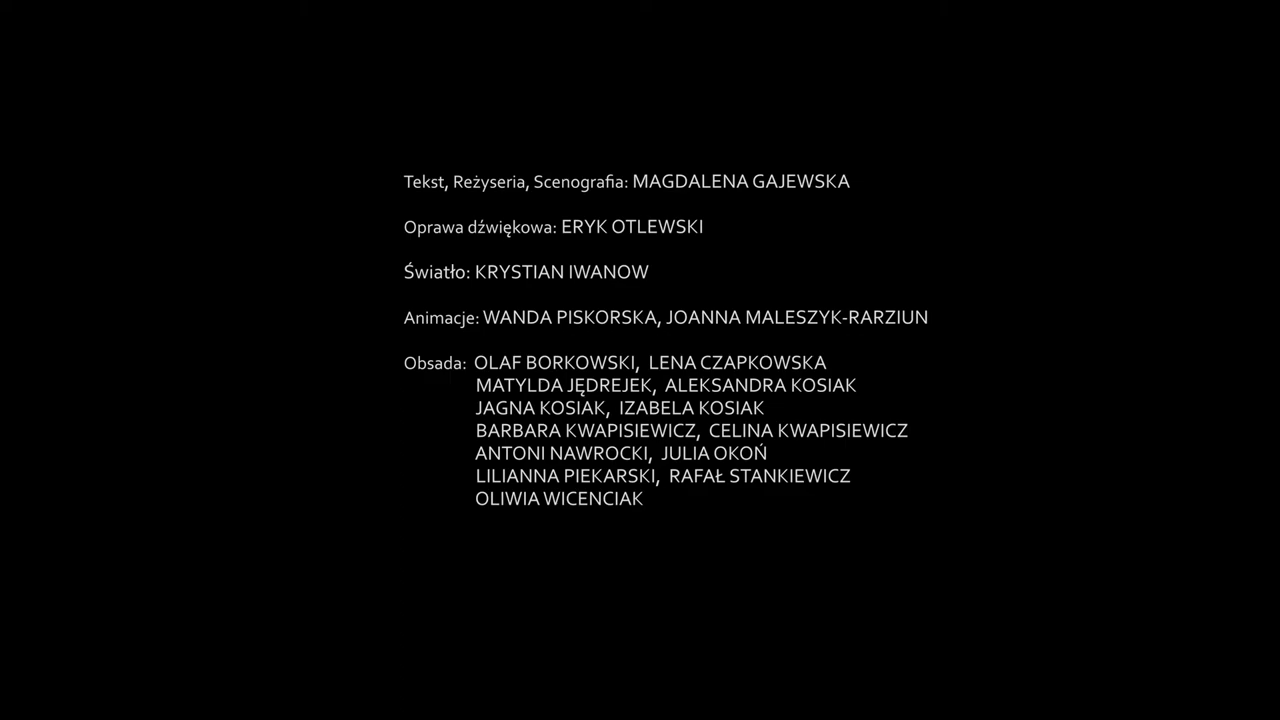 Tekst, Reżyseria, Scenografia: MAGDALENA GAJEWSKA
Oprawa dźwiękowa: ERYK OTLEWSKI
Światło: KRYSTIAN IWANOW
Animacje: WANDA PISKORSKA, JOANNA MALESZYK-RARZIUN
Obsada: OLAF BORKOWSKI, LENA CZAPKOWSKA
MATYLDA JĘDREJEK, ALEKSANDRA KOSIAK
JAGNA KOSIAK, IZABELA KOSIAK
BARBARA KWAPISIEWICZ, CELINA KWAPISIEWICZ
ANTONI NAWROCKI, JULIA OKOŃ
LILIANNA PIEKARSKI, RAFAŁ STANKIEWICZ
OLIWIA WICENCIAK